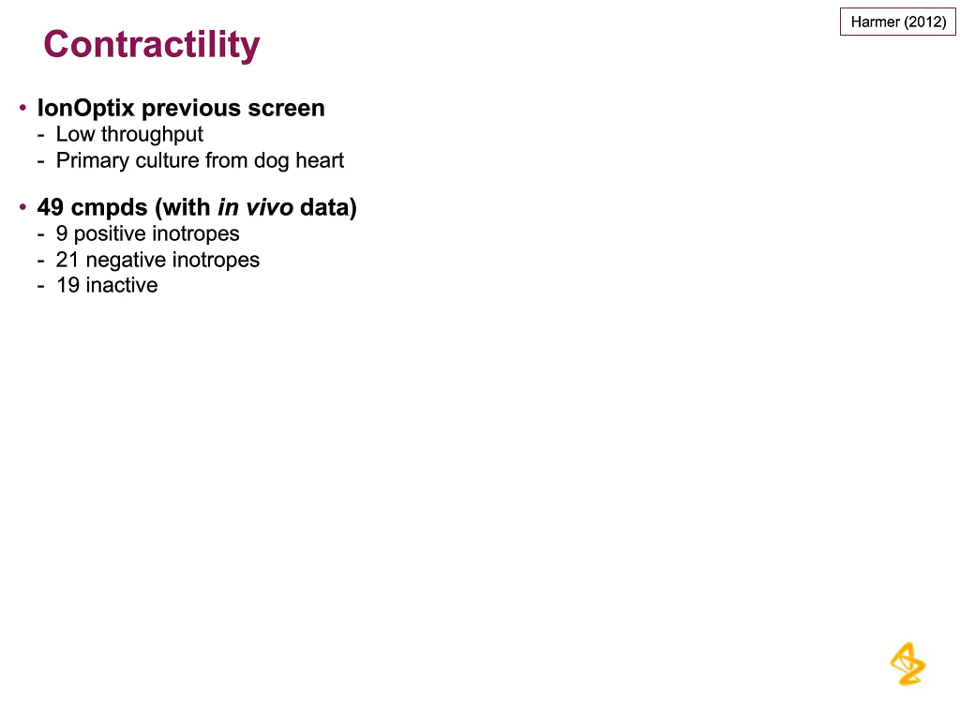 Harmer (2012)
Contractility
• IonOptix previous screen
- Low throughput
- Primary culture from dog heart
• 49 cmpds (with in vivo data)
- 9 positive inotropes
- 21 negative inotropes
- 19 inactive